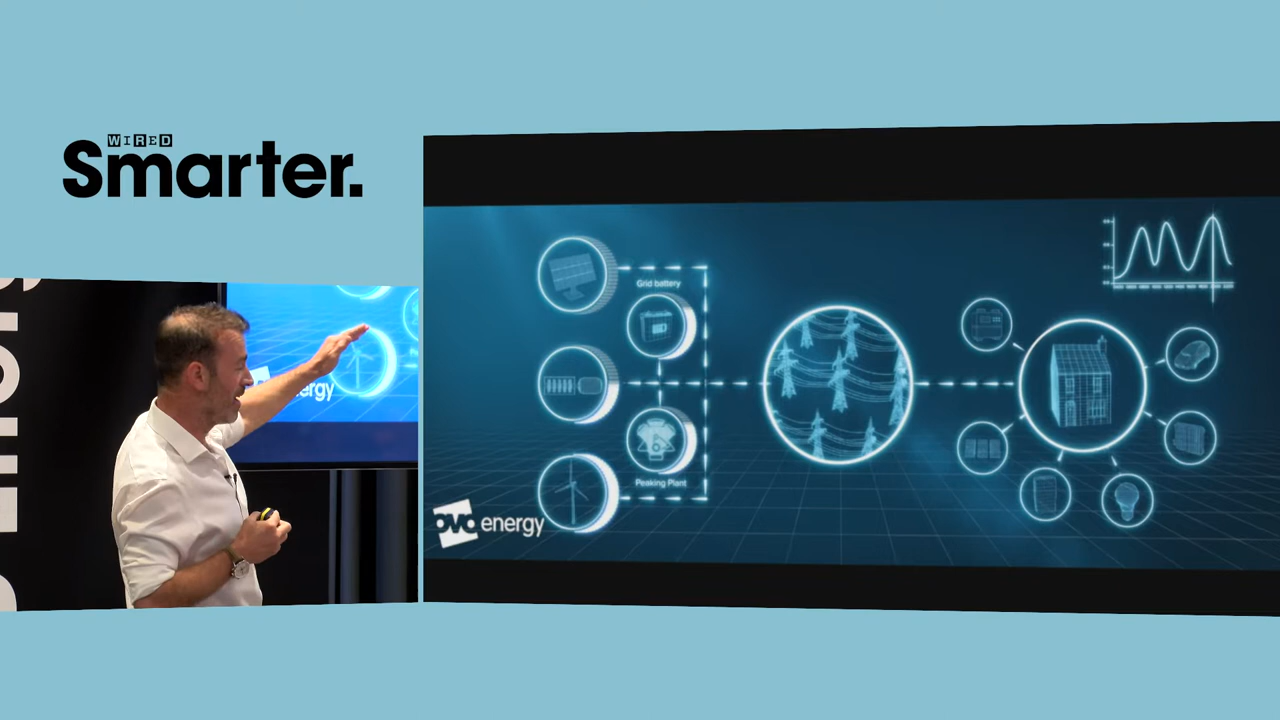 WIRED
Smarter.
Grid battery
Peaking Plant
ovo energy
energy